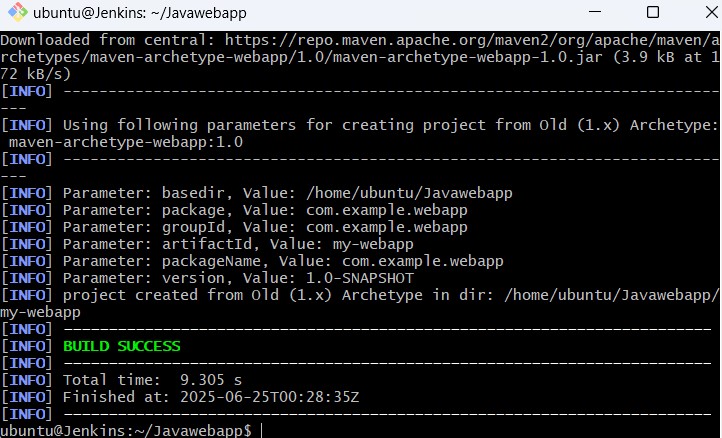 ubuntu@Jenkins: ~/Javawebapp
Downloaded from central: https://repo.maven.apache.org/maven2/org/apache/maven/a
rchetypes/maven-archetype-webapp/1.0/maven-archetype-webapp-1.0.jar (3.9 kB at 1
72 kB/s)
[INFO] -------------------------------------------------------------------------
---
[INFO] Using following parameters for creating project from Old (1.x) Archetype:
 maven-archetype-webapp:1.0
[INFO] -------------------------------------------------------------------------
---
[INFO] Parameter: basedir, Value: /home/ubuntu/Javawebapp
[INFO] Parameter: package, Value: com.example.webapp
[INFO] Parameter: groupId, Value: com.example.webapp
[INFO] Parameter: artifactId, Value: my-webapp
[INFO] Parameter: packageName, Value: com.example.webapp
[INFO] Parameter: version, Value: 1.0-SNAPSHOT
[INFO] project created from Old (1.x) Archetype in dir: /home/ubuntu/Javawebapp/
my-webapp
[INFO] ------------------------------------------------------------------------
[INFO] BUILD SUCCESS
[INFO] ------------------------------------------------------------------------
[INFO] Total time:  9.305 s
[INFO] Finished at: 2025-06-25T00:28:35Z
[INFO] ------------------------------------------------------------------------
ubuntu@Jenkins:~/Javawebapp$